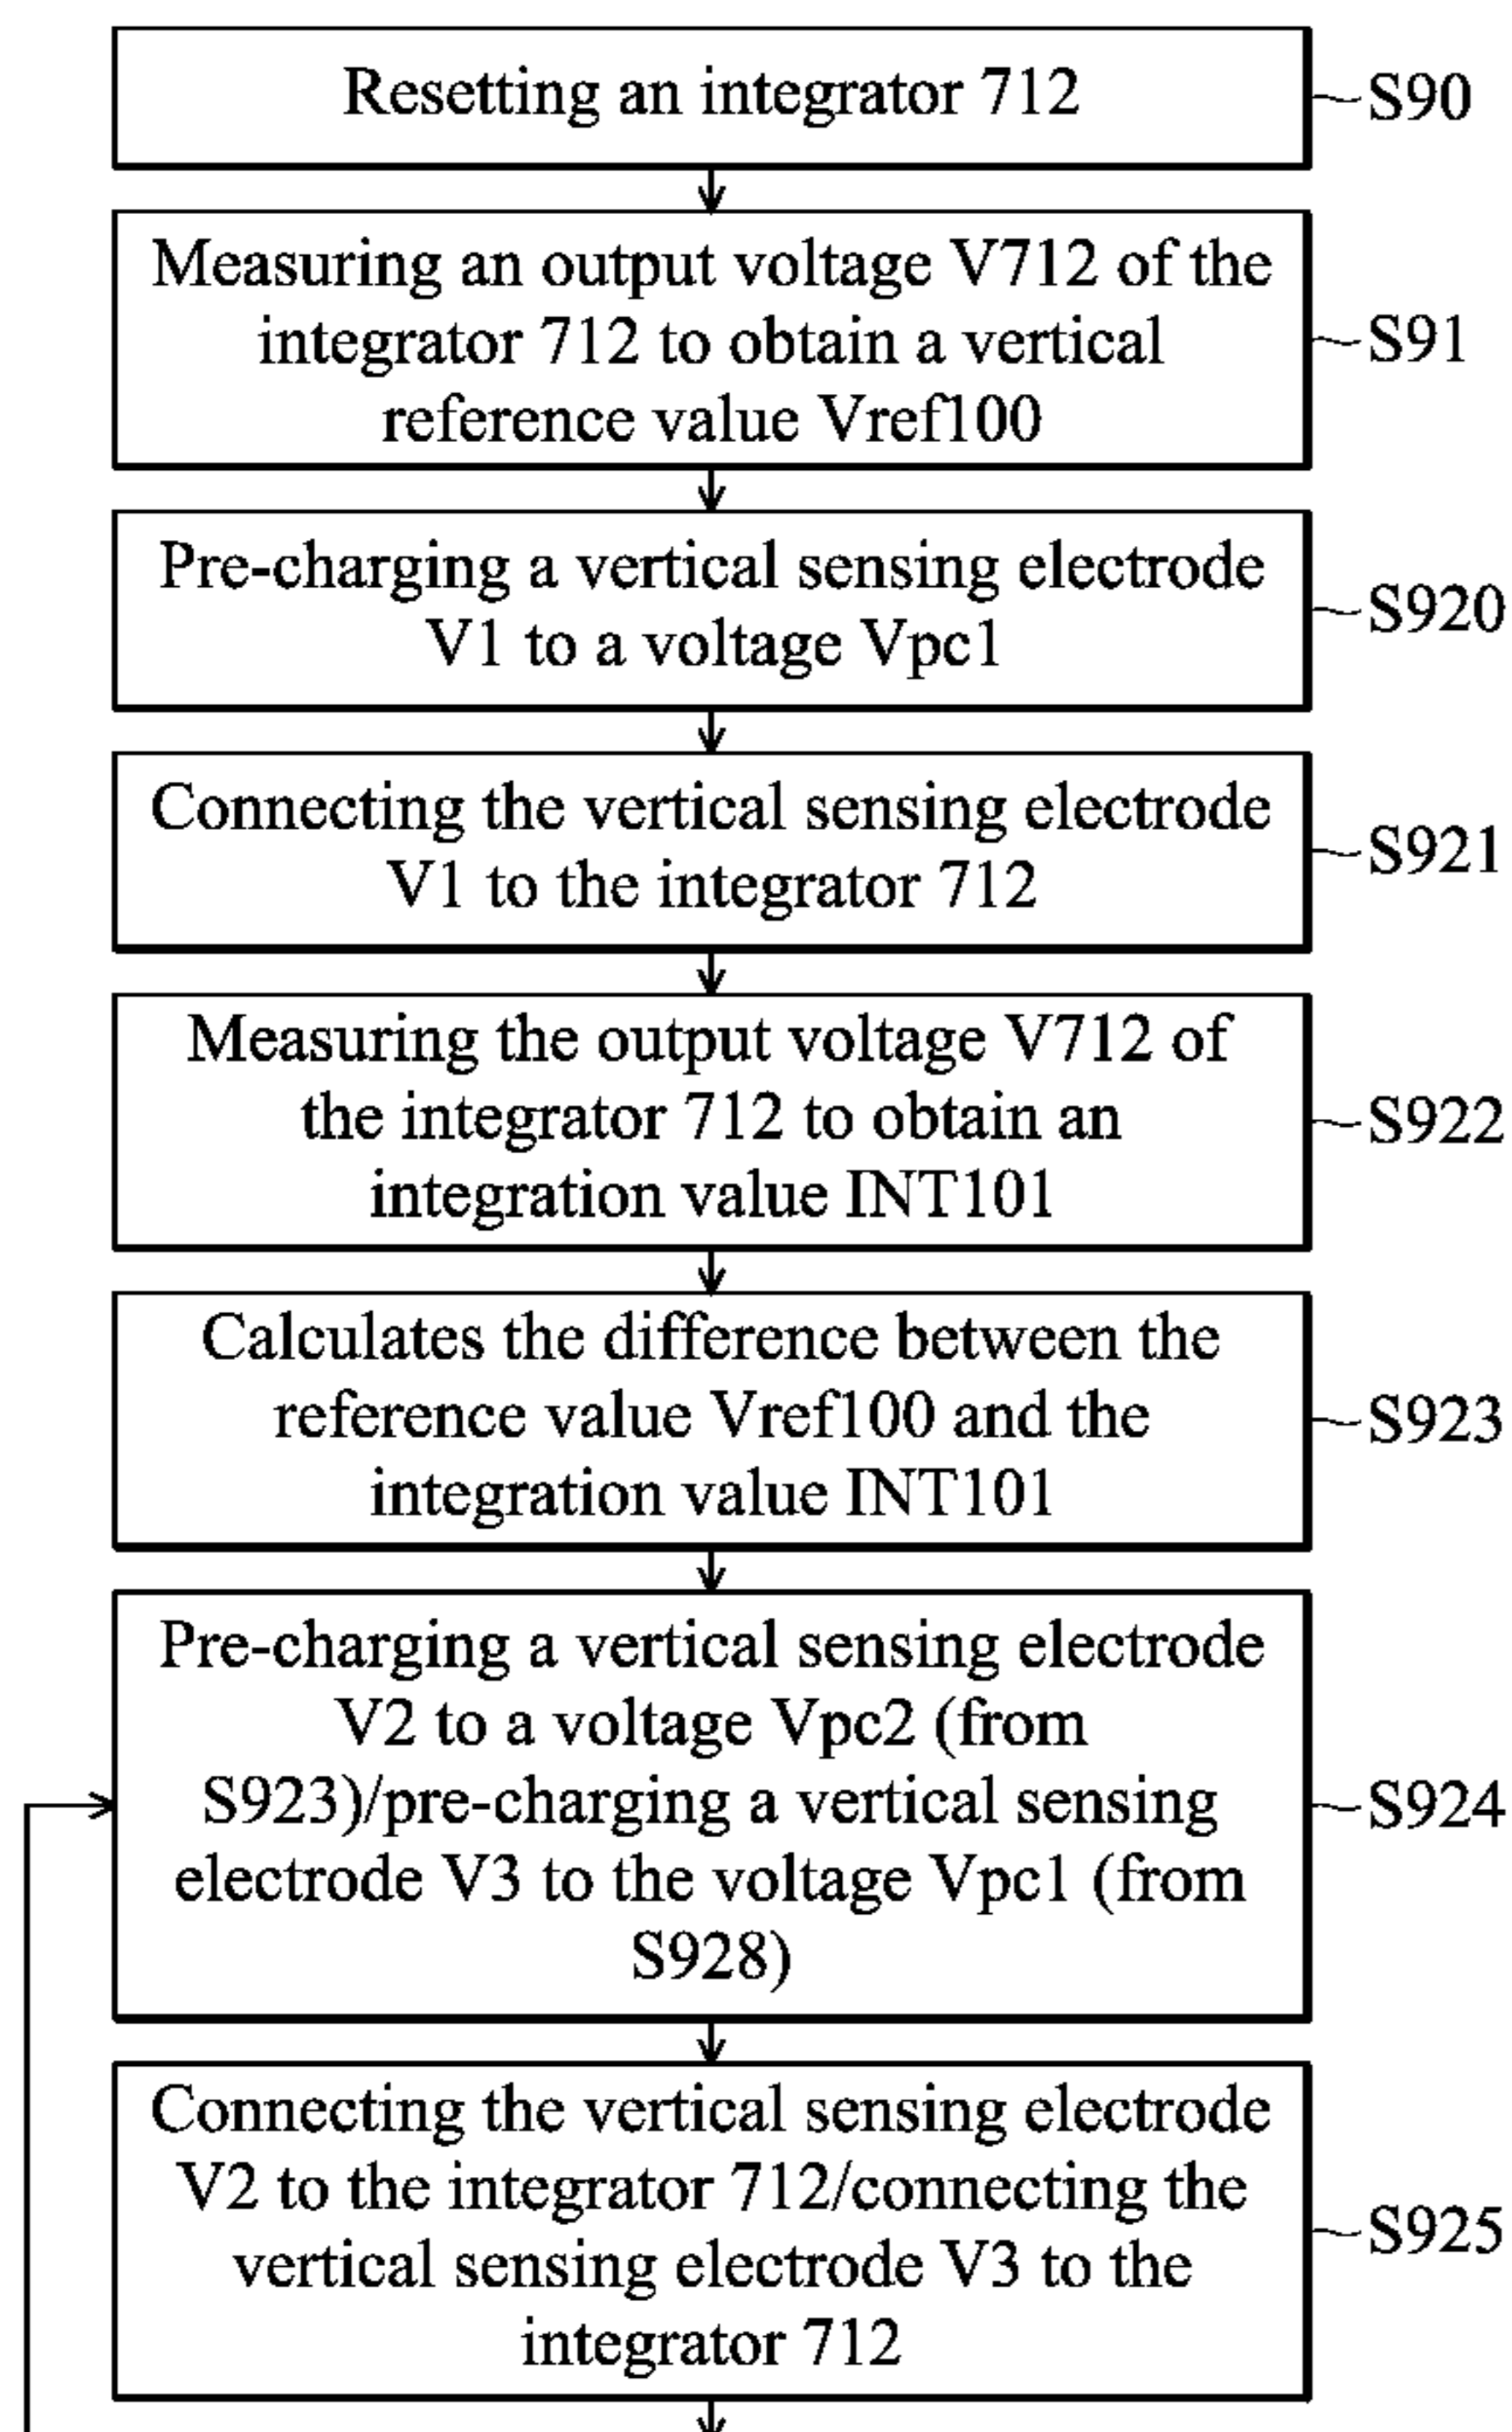 Resetting an integrator 712
S90
Measuring an output voltage V712 of the
integrator 712 to obtain a vertical
reference value Vref100
S91
Pre-charging a vertical sensing electrode
V1 to a voltage Vpc1
S920
Connecting the vertical sensing electrode
V1 to the integrator 712
S921
Measuring the output voltage V712 of
the integrator 712 to obtain an
integration value INT101
S922
Calculates the difference between the
reference value Vref100 and the
integration value INT101
S923
Pre-charging a vertical sensing electrode
V2 to a voltage Vpc2 (from
S923)/pre-charging a vertical sensing
electrode V3 to the voltage Vpc1 (from
S928)
S924
Connecting the vertical sensing electrode
V2 to the integrator 712/connecting the
vertical sensing electrode V3 to the
integrator 712
S925